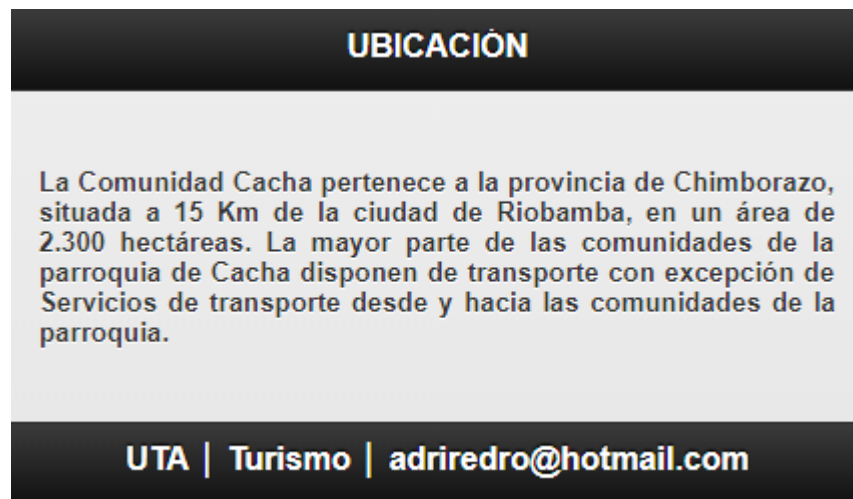 UBICACIÓN
La Comunidad Cacha pertenece a la provincia de Chimborazo,
situada a 15 Km de la ciudad de Riobamba, en un área de
2.300 hectáreas. La mayor parte de las comunidades de la
parroquia de Cacha disponen de transporte con excepción de
Servicios de transporte desde y hacia las comunidades de la
parroquia.
UTA | Turismo | adriredro@hotmail.com